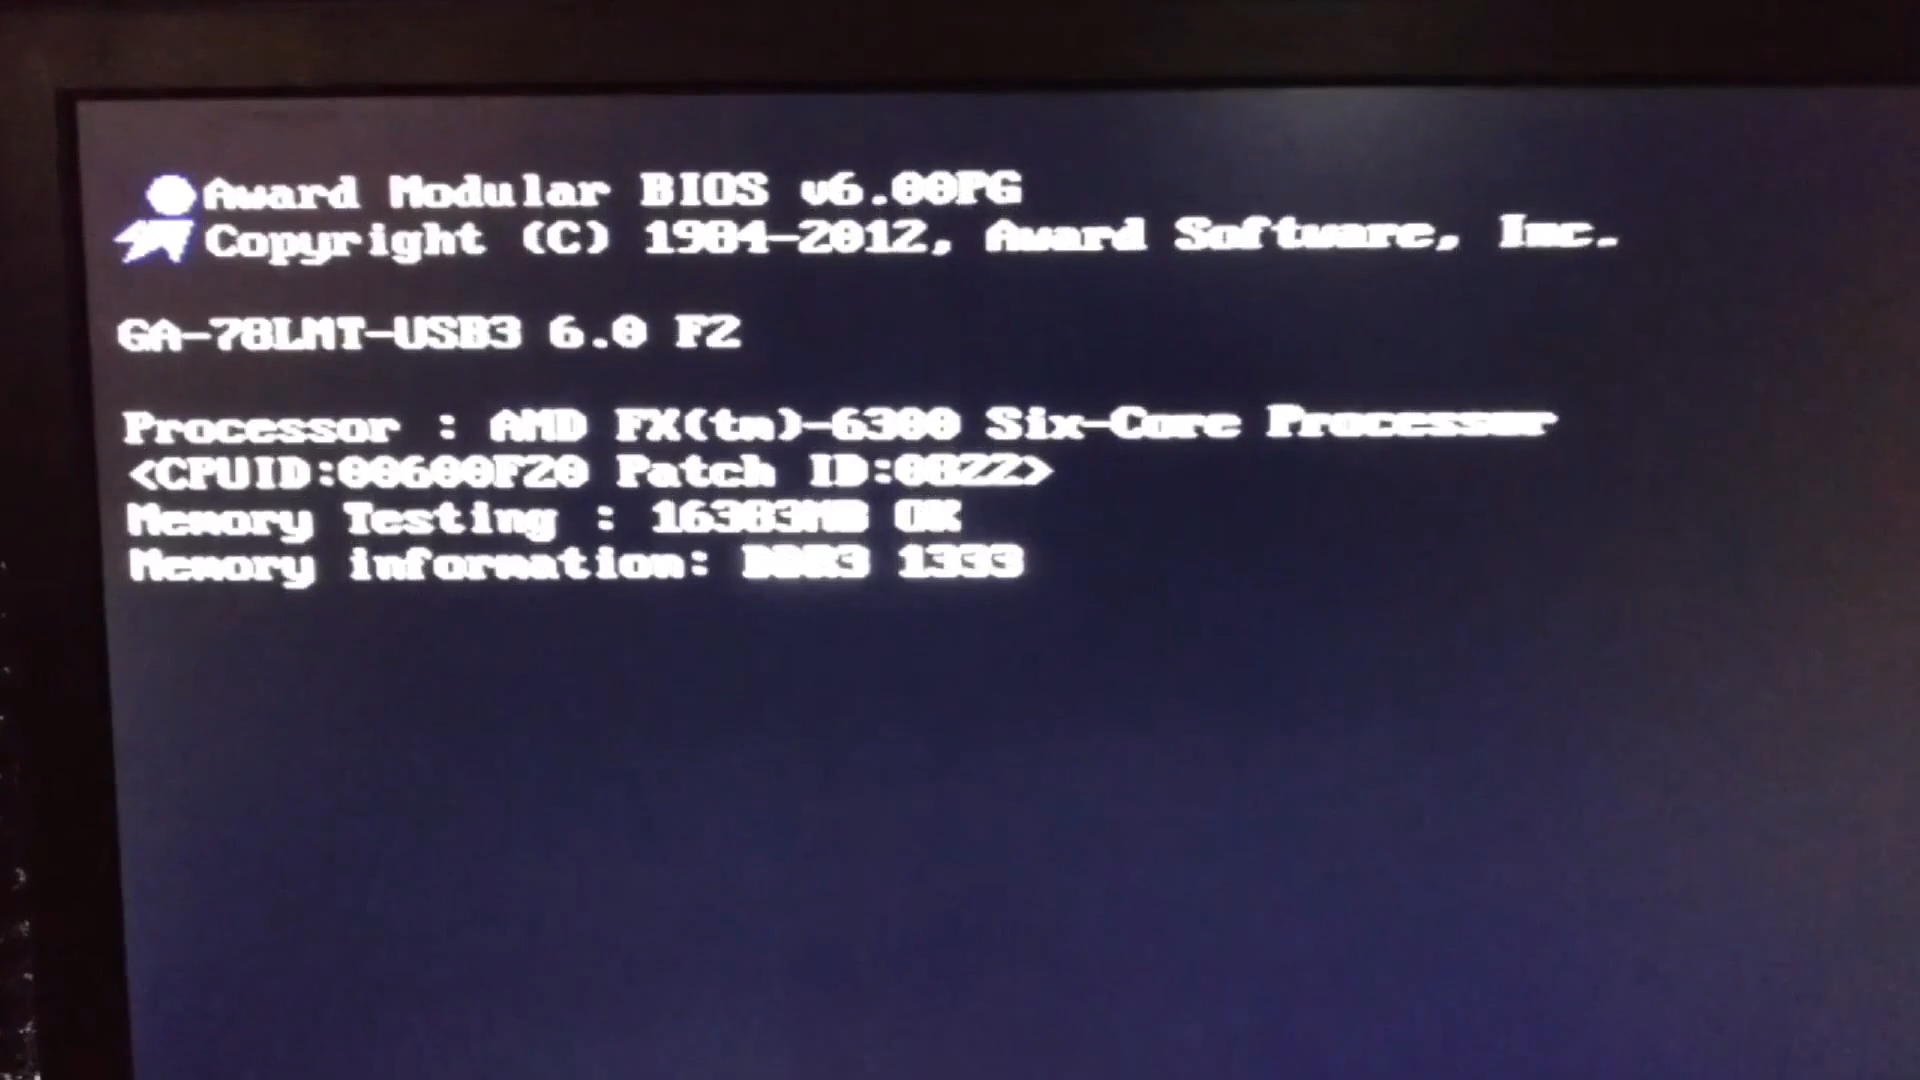 Award Modular BIOS v6.00PG
Copyright (C) 1984-2012, Award Software, Inc.
GA-78LMT-USB3 6.0 F2
Processor : AMD FX(tm)-6300 Six-Core Processor
<CPUID:00600F20 Patch ID:0822>
Memory Testing : 16383MB OK
Memory information: DDR3 1333